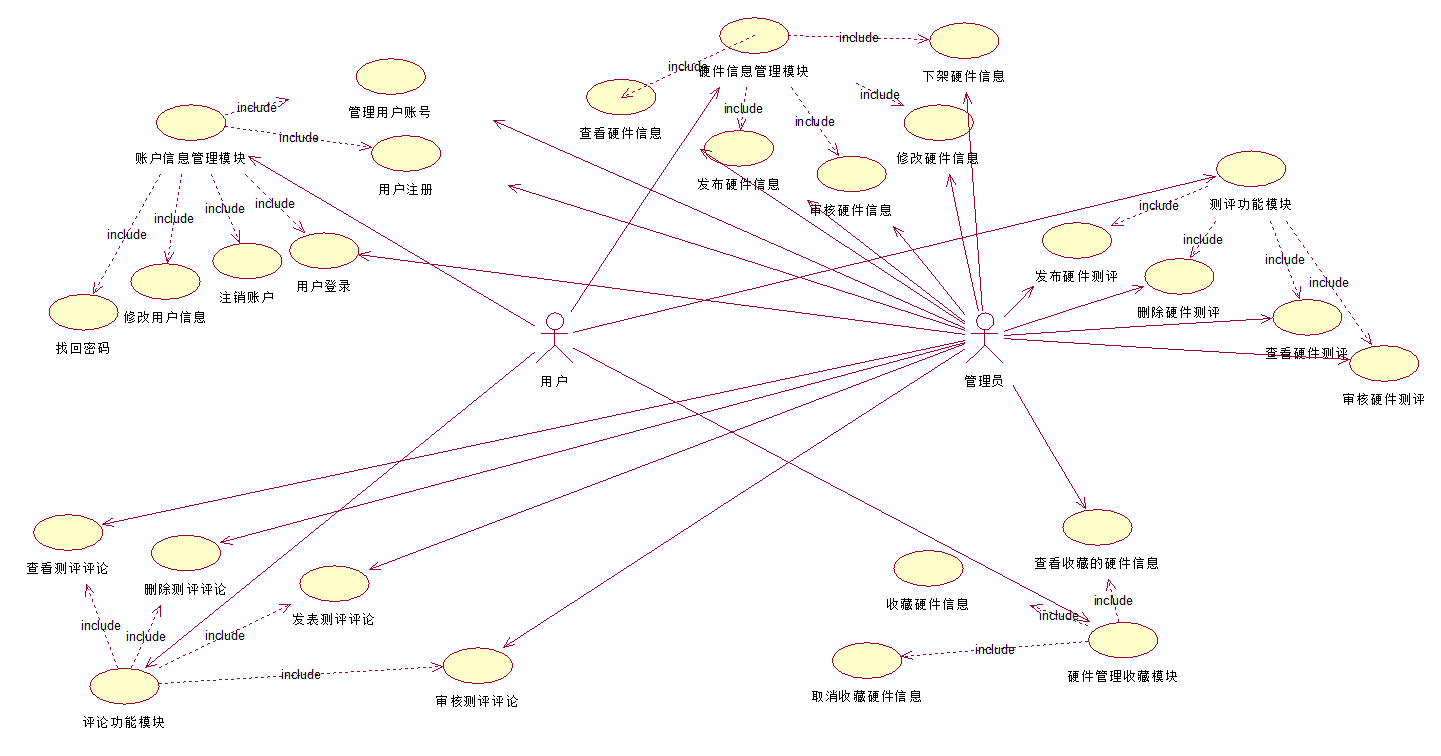 include
下架硬件信息
include
硬件信息管理模块
管理用户账号
include
include
查看硬件信息
include
include
include
include
账户信息管理模块
用户注册
发布硬件信息
修改硬件信息
审核硬件信息
include
测评功能模块
include
include
include
include
include
include
include
include
发布硬件测评
修改用户信息
注销账户
用户登录
删除硬件测评
找回密码
查看硬件测评
用户
管理员
审核硬件测评
查看测评评论
删除测评评论
发表测评评论
查看收藏的硬件信息
收藏硬件信息
include
include
include
include
include
include
include
硬件管理收藏模块
审核测评评论
取消收藏硬件信息
评论功能模块